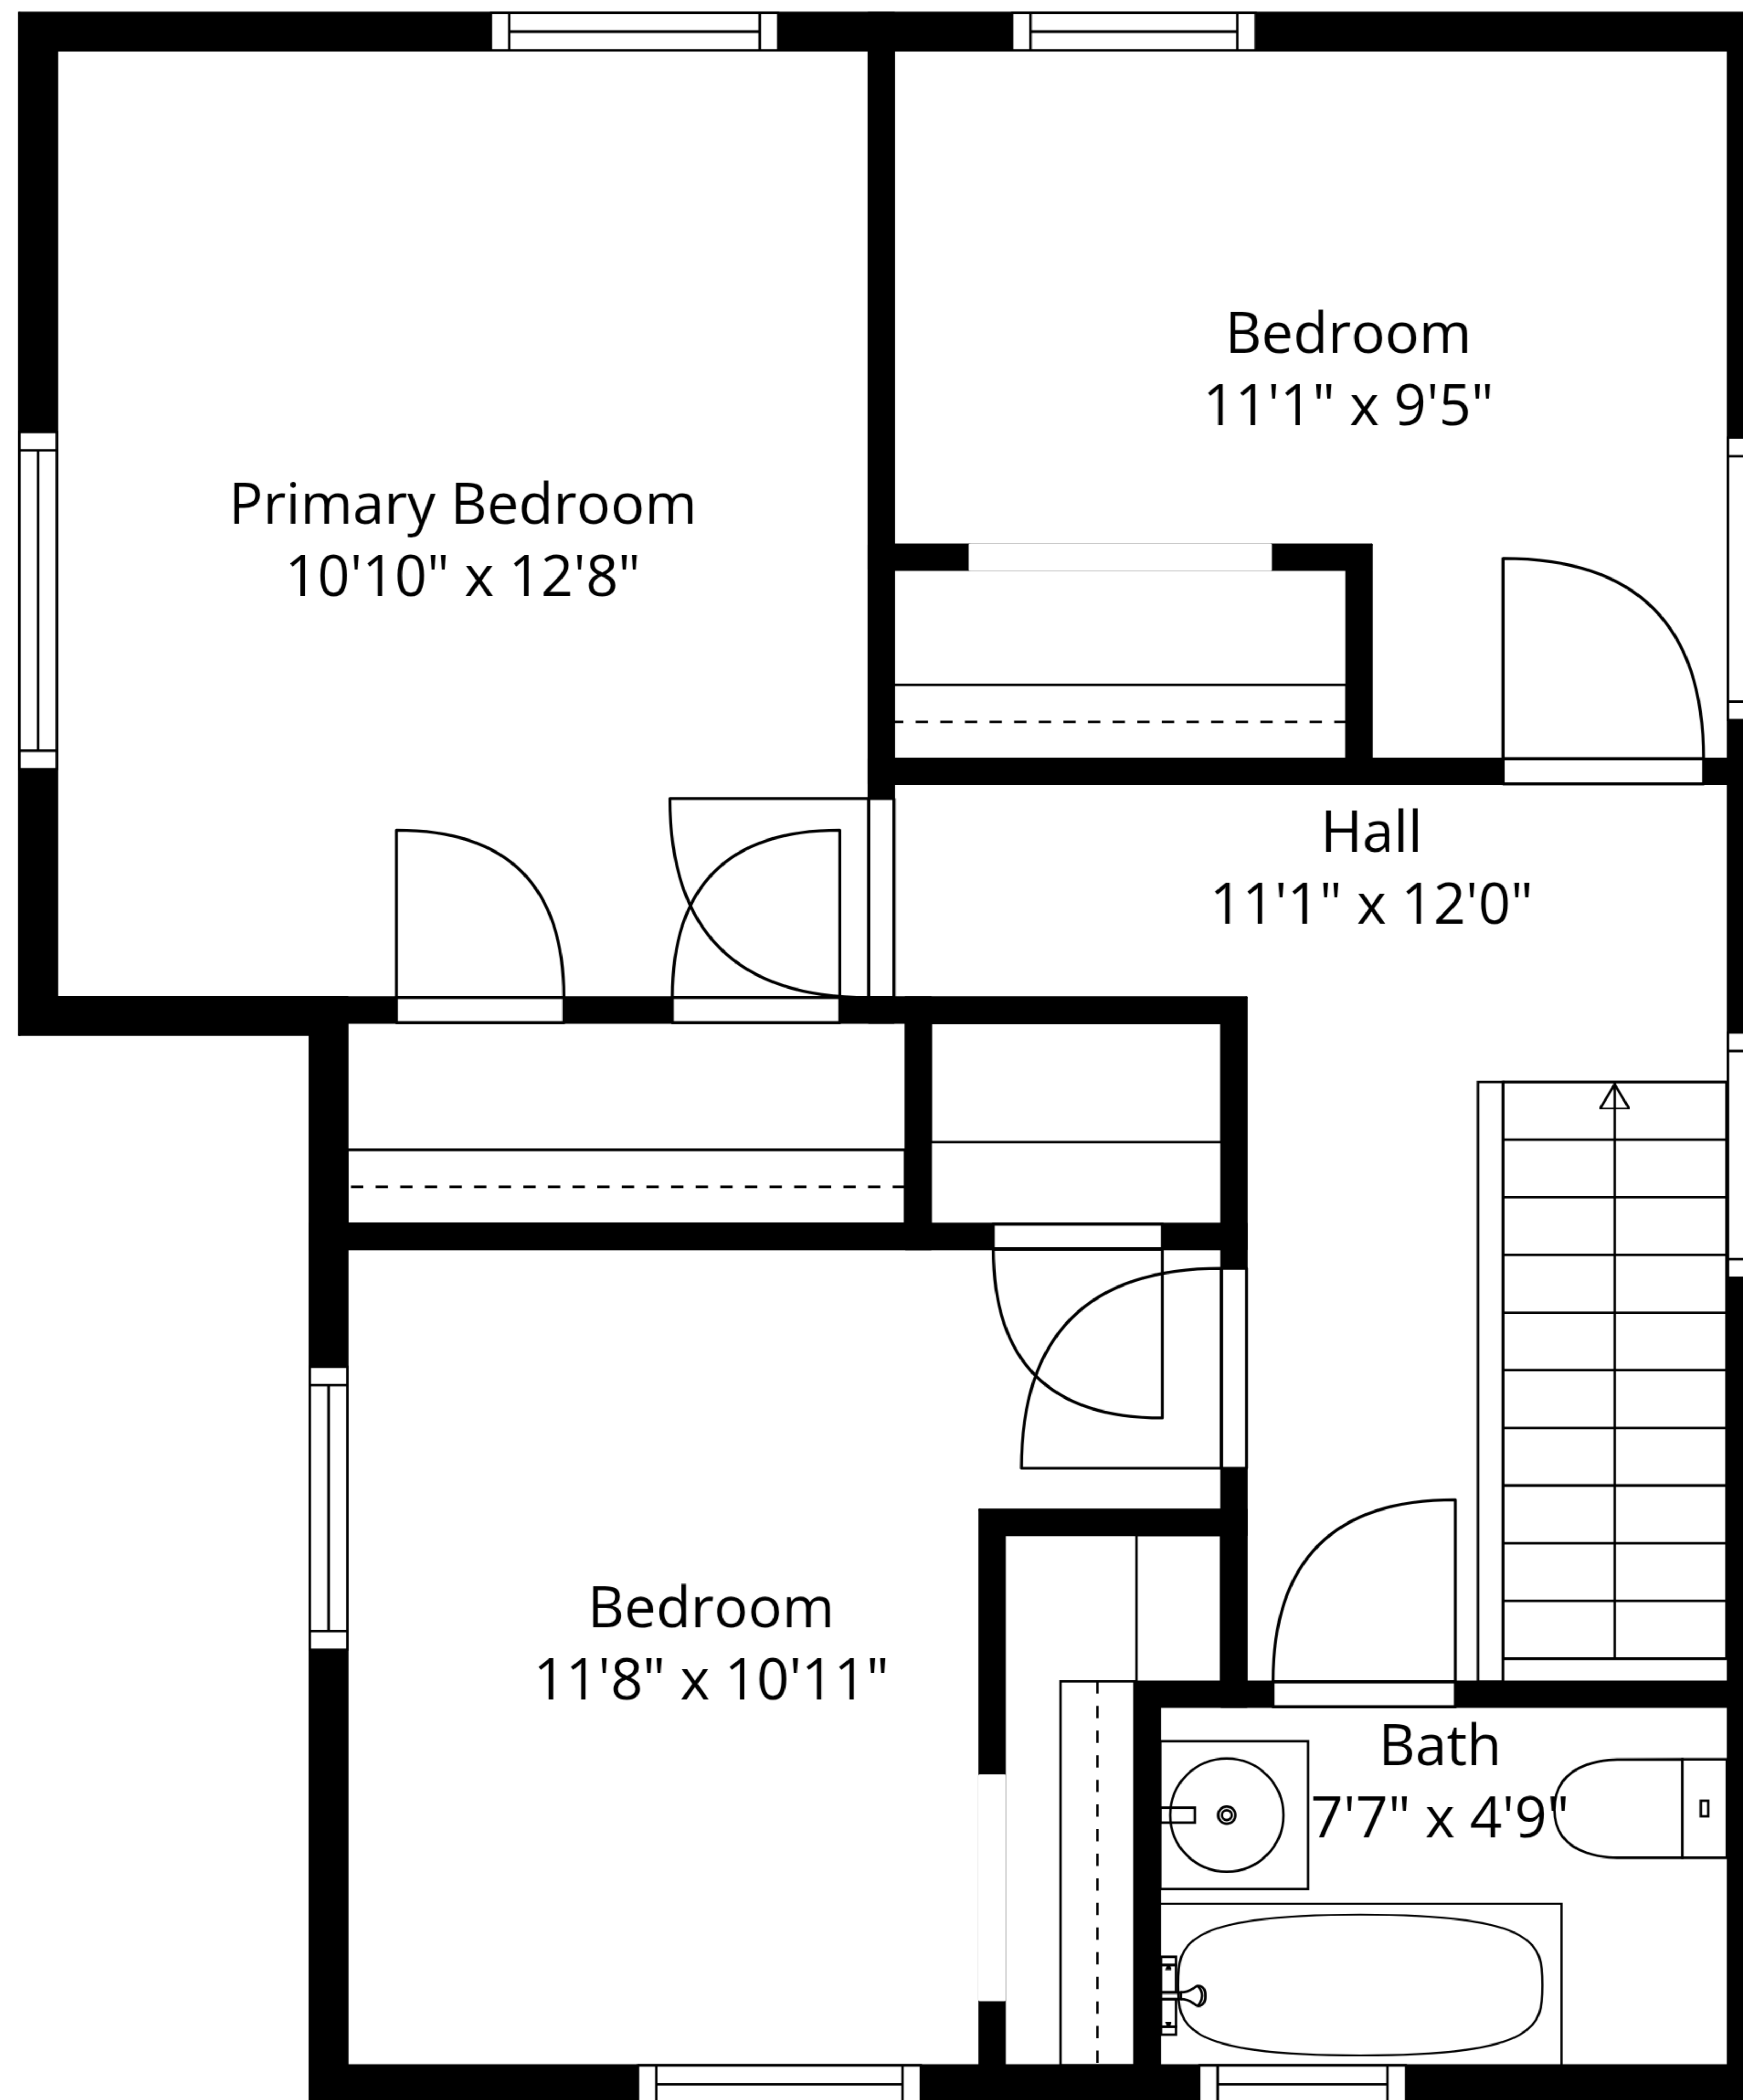 Bedroom
11'1" x 9'5"
Primary Bedroom
10'10" x 12'8"
Hall
11'1" x 12'0"
Bedroom
11'8" x 10'11"
Bath
7'7" x 4'9"